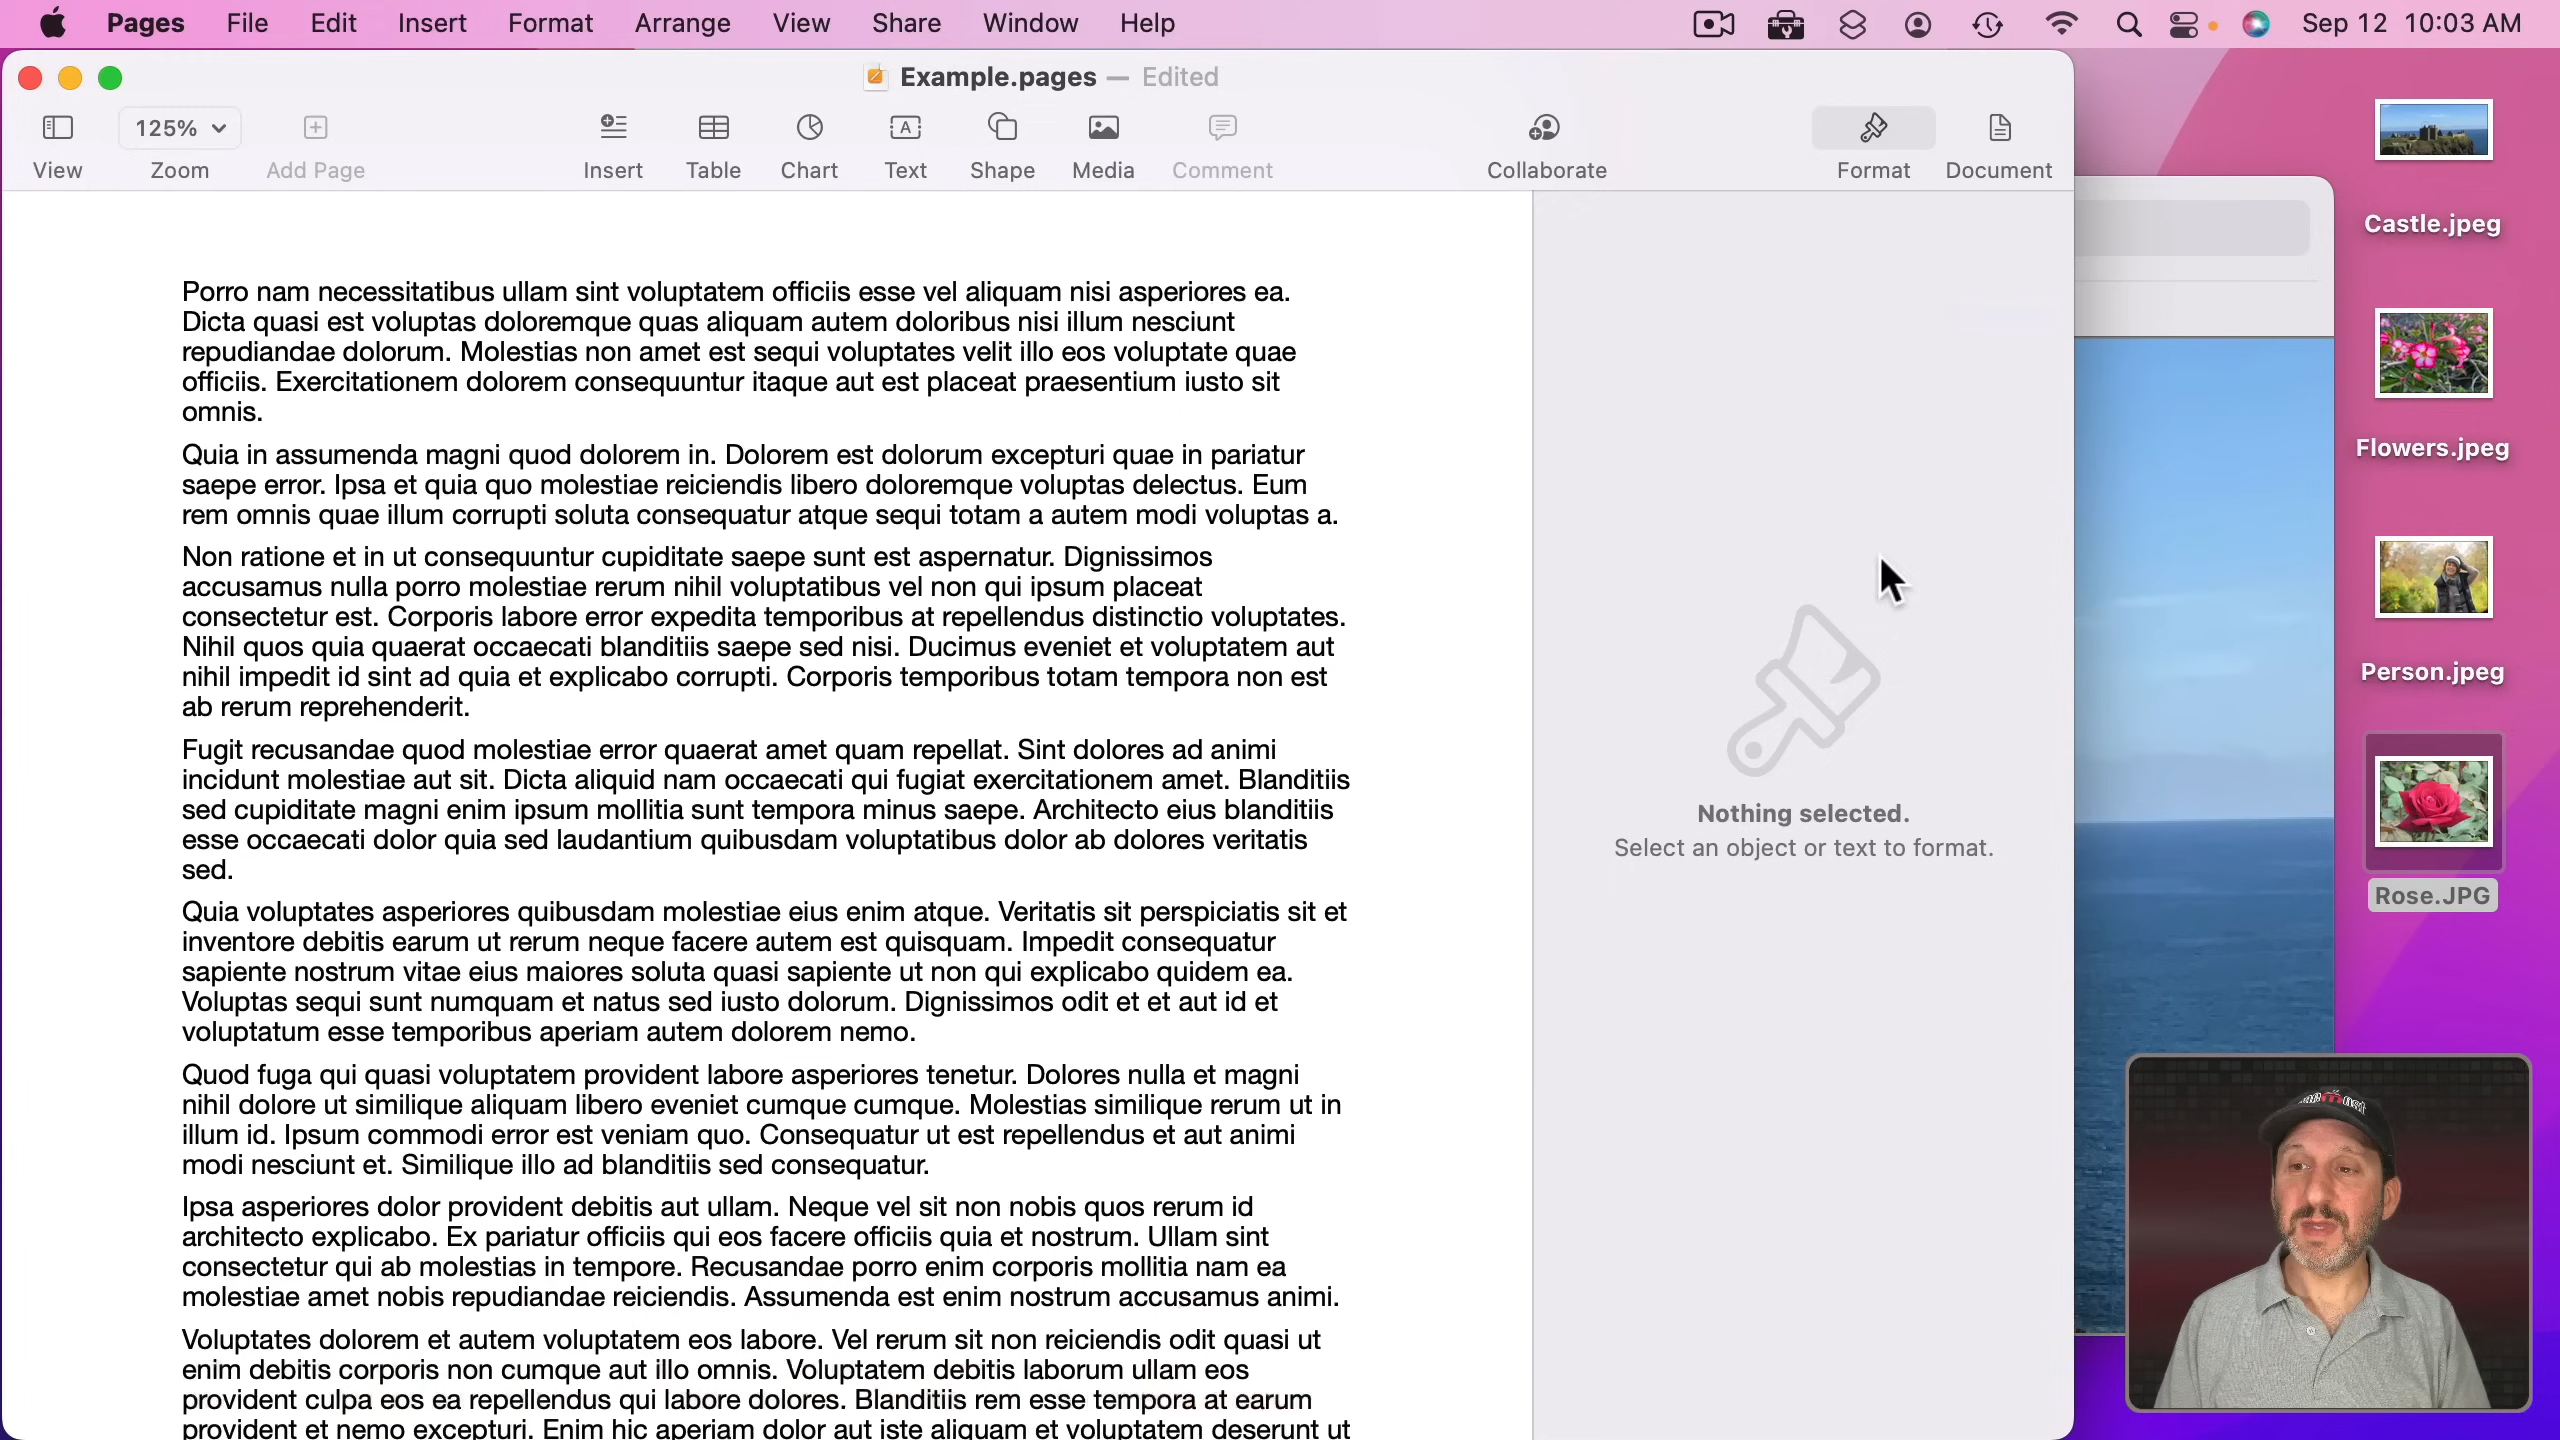 Pages File Edit Insert Format Arrange View Share Window Help Sep 12 10:03 AM
Example.pages — Edited
125%
View Zoom Add Page Insert Table Chart Text Shape Media Comment Collaborate Format Document
Porro nam necessitatibus ullam sint voluptatem officiis esse vel aliquam nisi asperiores ea.
Dicta quasi est voluptas doloremque quas aliquam autem doloribus nisi illum nesciunt
repudiandae dolorum. Molestias non amet est sequi voluptates velit illo eos voluptate quae
officiis. Exercitationem dolorem consequuntur itaque aut est placeat praesentium iusto sit
omnis.
Quia in assumenda magni quod dolorem in. Dolorem est dolorum excepturi quae in pariatur
saepe error. Ipsa et quia quo molestiae reiciendis libero doloremque voluptas delectus. Eum
rem omnis quae illum corrupti soluta consequatur atque sequi totam a autem modi voluptas a.
Non ratione et in ut consequuntur cupiditate saepe sunt est aspernatur. Dignissimos
accusamus nulla porro molestiae rerum nihil voluptatibus vel non qui ipsum placeat
consectetur est. Corporis labore error expedita temporibus at repellendus distinctio voluptates.
Nihil quos quia quaerat occaecati blanditiis saepe sed nisi. Ducimus eveniet et voluptatem aut
nihil impedit id sint ad quia et explicabo corrupti. Corporis temporibus totam tempora non est
ab rerum reprehenderit.
Fugit recusandae quod molestiae error quaerat amet quam repellat. Sint dolores ad animi
incidunt molestiae aut sit. Dicta aliquid nam occaecati qui fugiat exercitationem amet. Blanditiis
sed cupiditate magni enim ipsum mollitia sunt tempora minus saepe. Architecto eius blanditiis
esse occaecati dolor quia sed laudantium quibusdam voluptatibus dolor ab dolores veritatis
sed.
Quia voluptates asperiores quibusdam molestiae eius enim atque. Veritatis sit perspiciatis sit et
inventore debitis earum ut rerum neque facere autem est quisquam. Impedit consequatur
sapiente nostrum vitae eius maiores soluta quasi sapiente ut non qui explicabo quidem ea.
Voluptas sequi sunt numquam et natus sed iusto dolorum. Dignissimos odit et et aut id et
voluptatum esse temporibus aperiam autem dolorem nemo.
Quod fuga qui quasi voluptatem provident labore asperiores tenetur. Dolores nulla et magni
nihil dolore ut similique aliquam libero eveniet cumque cumque. Molestias similique rerum ut in
illum id. Ipsum commodi error est veniam quo. Consequatur ut est repellendus et aut animi
modi nesciunt et. Similique illo ad blanditiis sed consequatur.
Ipsa asperiores dolor provident debitis aut ullam. Neque vel sit non nobis quos rerum id
architecto explicabo. Ex pariatur officiis qui eos facere officiis quia et nostrum. Ullam sint
consectetur qui ab molestias in tempore. Recusandae porro enim corporis mollitia nam ea
molestiae amet nobis repudiandae reiciendis. Assumenda est enim nostrum accusamus animi.
Voluptates dolorem et autem voluptatem eos labore. Vel rerum sit non reiciendis odit quasi ut
enim debitis corporis non cumque aut illo omnis. Voluptatem debitis laborum ullam eos
provident culpa eos ea repellendus qui labore dolores. Blanditiis rem esse tempora at earum
provident et nemo excepturi. Enim hic aperiam dolor aut iste aliquam et voluptatem deserunt ut
Nothing selected.
Select an object or text to format.
Castle.jpeg
Flowers.jpeg
Person.jpeg
Rose.JPG